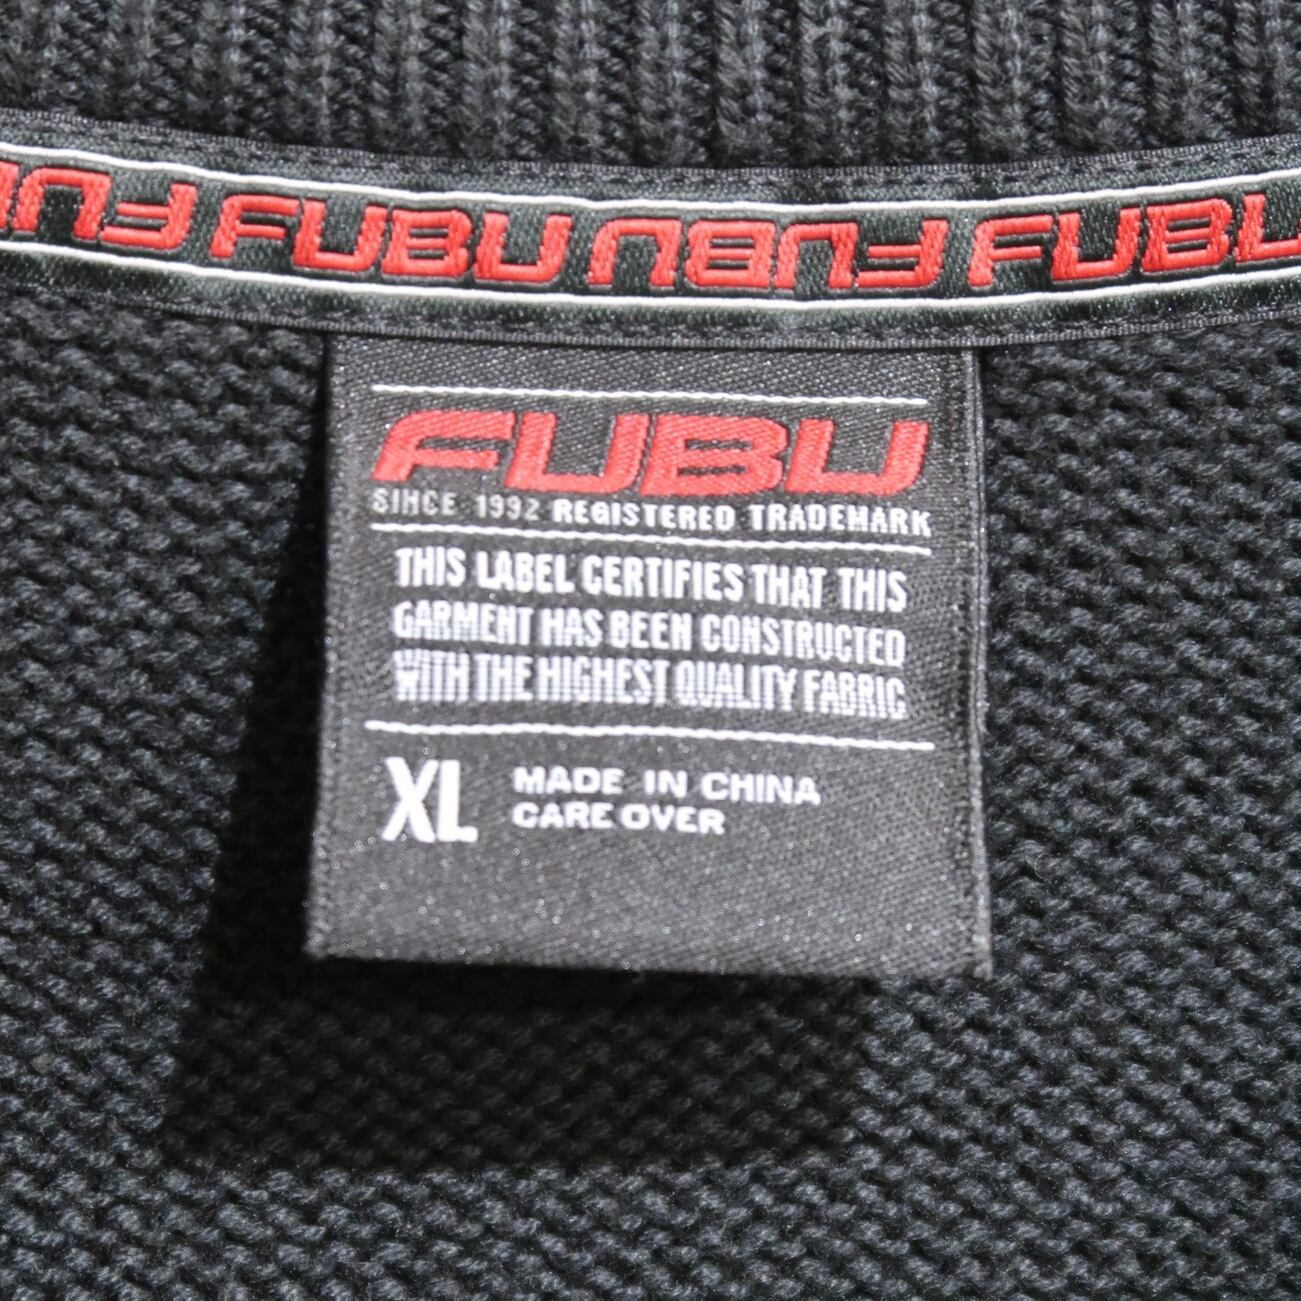 FUBU FUBU FUBU FUBU
FUBU
SINCE 1992 REGISTERED TRADEMARK
THIS LABEL CERTIFIES THAT THIS
GARMENT HAS BEEN CONSTRUCTED
WITH THE HIGHEST QUALITY FABRIC
XL MADE IN CHINA
CARE OVER